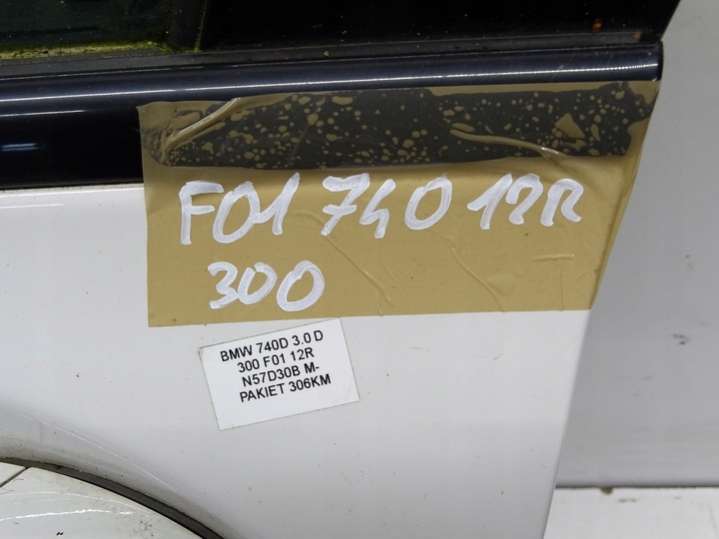 F01 740 12R
300
BMW 740D 3.0 D
300 F01 12R
N57D30B M-
PAKIET 306KM